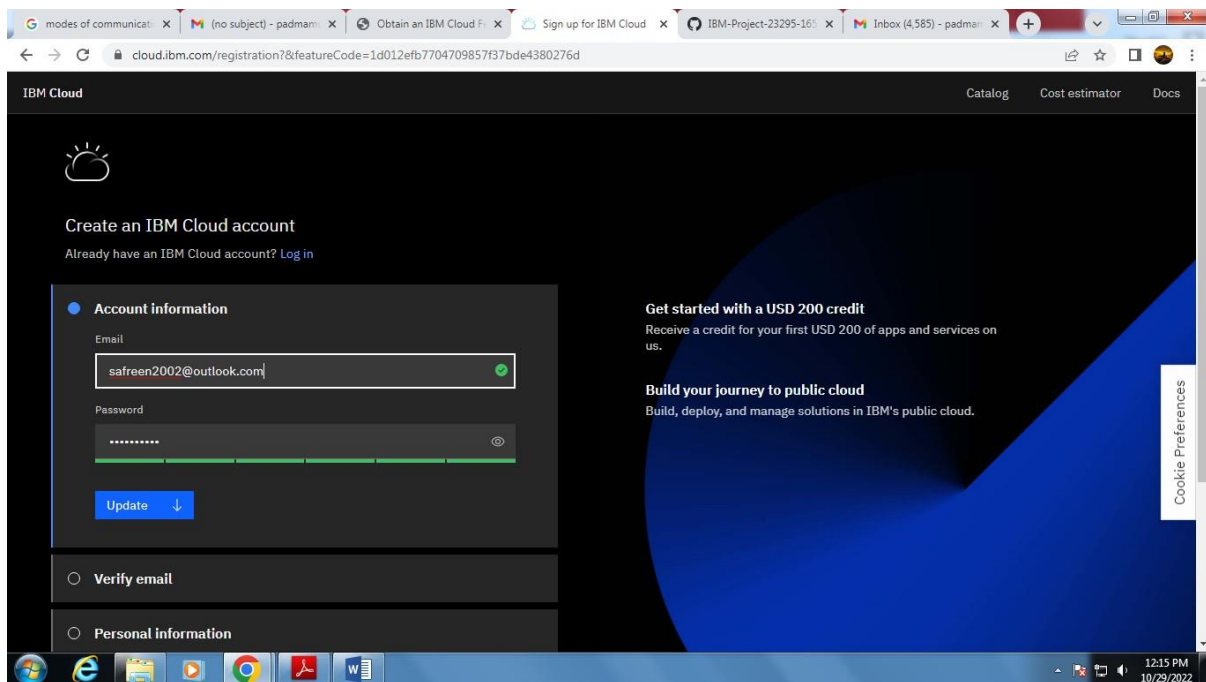 modes of communicati
(no subject) - padmam
Obtain an IBM Cloud F
Sign up for IBM Cloud
IBM-Project-23295-165
Inbox (4,585) - padmam
cloud.ibm.com/registration?&featureCode=1d012efb7704709857f37bde4380276d
IBM Cloud
Catalog
Cost estimator
Docs
Create an IBM Cloud account
Already have an IBM Cloud account? Log in
Account information
Email
safreen2002@outlook.com
Password
••••••••••
Update
Verify email
Personal information
Get started with a USD 200 credit
Receive a credit for your first USD 200 of apps and services on
us.
Build your journey to public cloud
Build, deploy, and manage solutions in IBM's public cloud.
Cookie Preferences
12:15 PM
10/29/2022